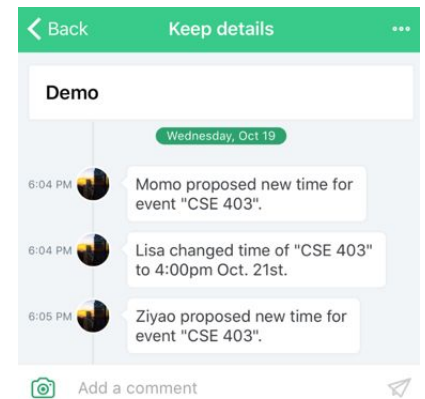 Back Keep details
Demo
Wednesday, Oct 19
6:04 PM
Momo proposed new time for
event "CSE 403".
6:04 PM
Lisa changed time of "CSE 403"
to 4:00pm Oct. 21st.
6:05 PM
Ziyao proposed new time for
event "CSE 403".
Add a comment